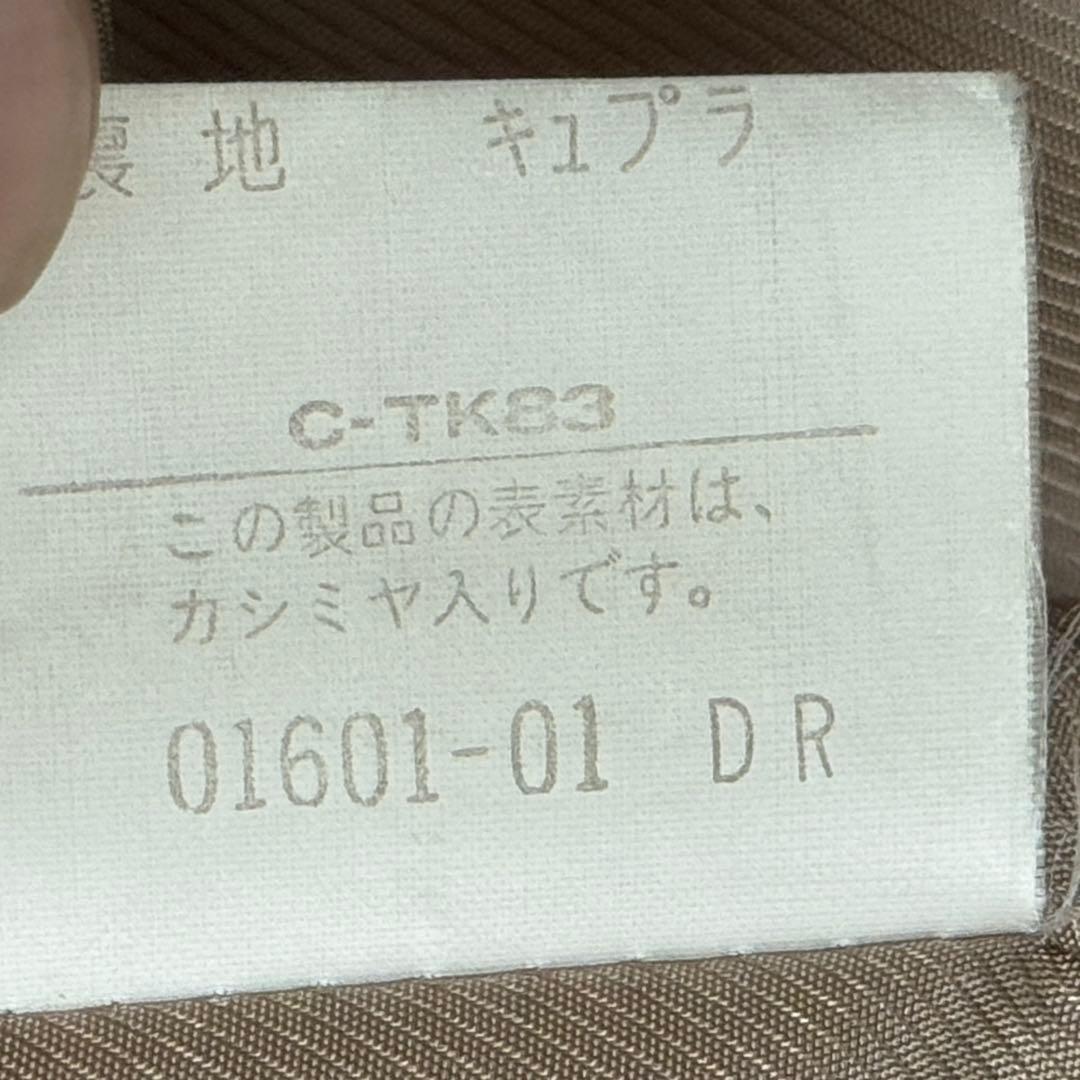 裏地 キュプラ
C-TK83
この製品の表素材は、
カシミヤ入りです。
01601-01 DR